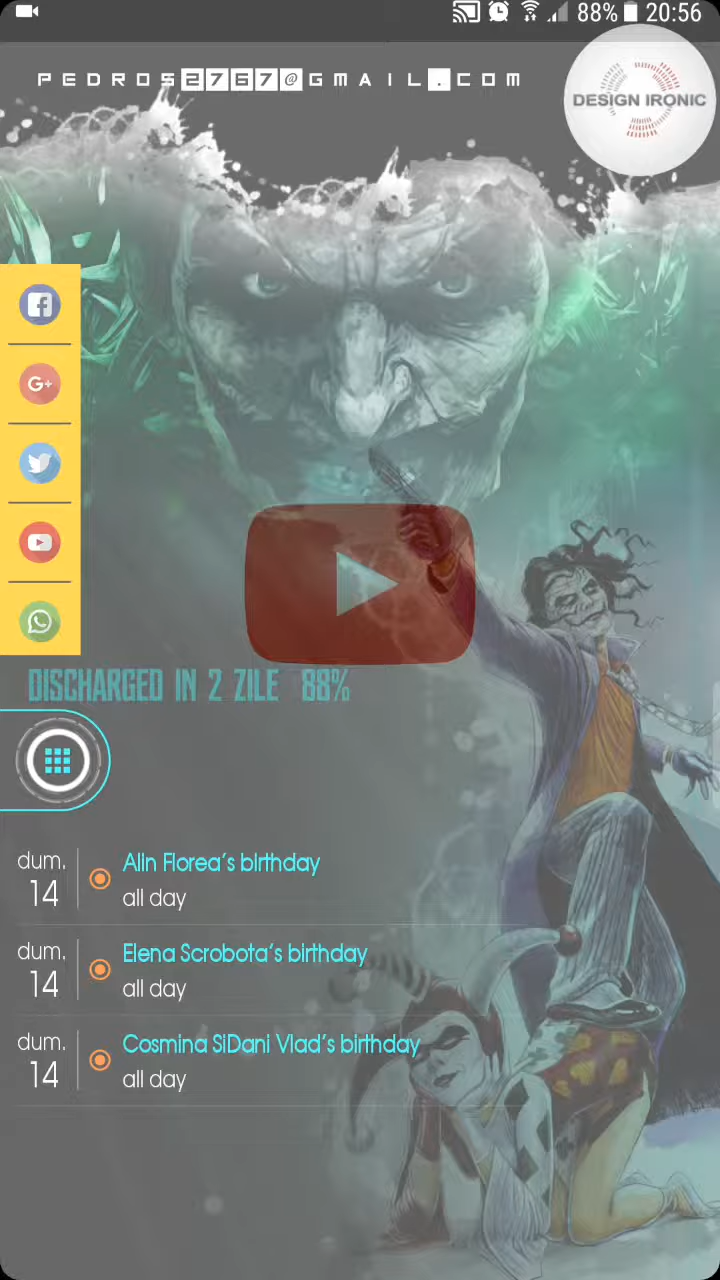 88% 20:56
PEDROS2767@GMAIL.COM
DESIGN IRONIC
G+
DISCHARGED IN 2 ZILE 88%
dum.
14
Alin Florea's birthday
all day
dum.
14
Elena Scrobota's birthday
all day
dum.
14
Cosmina SiDani Vlad's birthday
all day